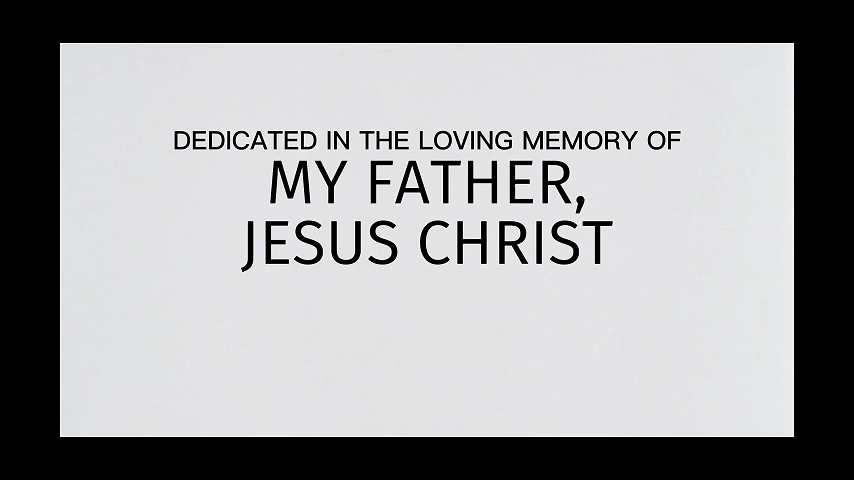 DEDICATED IN THE LOVING MEMORY OF
MY FATHER,
JESUS CHRIST